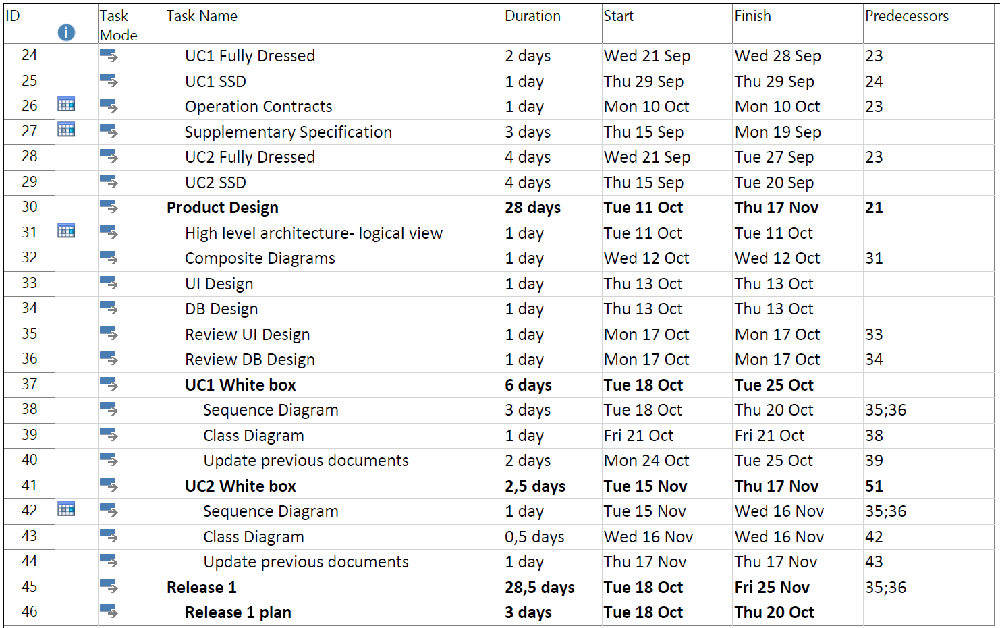 ID Task Mode Task Name Duration Start Finish Predecessors
24 UC1 Fully Dressed 2 days Wed 21 Sep Wed 28 Sep 23
25 UC1 SSD 1 day Thu 29 Sep Thu 29 Sep 24
26 Operation Contracts 1 day Mon 10 Oct Mon 10 Oct 23
27 Supplementary Specification 3 days Thu 15 Sep Mon 19 Sep
28 UC2 Fully Dressed 4 days Wed 21 Sep Tue 27 Sep 23
29 UC2 SSD 4 days Thu 15 Sep Tue 20 Sep
30 Product Design 28 days Tue 11 Oct Thu 17 Nov 21
31 High level architecture- logical view 1 day Tue 11 Oct Tue 11 Oct
32 Composite Diagrams 1 day Wed 12 Oct Wed 12 Oct 31
33 UI Design 1 day Thu 13 Oct Thu 13 Oct
34 DB Design 1 day Thu 13 Oct Thu 13 Oct
35 Review UI Design 1 day Mon 17 Oct Mon 17 Oct 33
36 Review DB Design 1 day Mon 17 Oct Mon 17 Oct 34
37 UC1 White box 6 days Tue 18 Oct Tue 25 Oct
38 Sequence Diagram 3 days Tue 18 Oct Thu 20 Oct 35;36
39 Class Diagram 1 day Fri 21 Oct Fri 21 Oct 38
40 Update previous documents 2 days Mon 24 Oct Tue 25 Oct 39
41 UC2 White box 2,5 days Tue 15 Nov Thu 17 Nov 51
42 Sequence Diagram 1 day Tue 15 Nov Wed 16 Nov 35;36
43 Class Diagram 0,5 days Wed 16 Nov Wed 16 Nov 42
44 Update previous documents 1 day Thu 17 Nov Thu 17 Nov 43
45 Release 1 28,5 days Tue 18 Oct Fri 25 Nov 35;36
46 Release 1 plan 3 days Tue 18 Oct Thu 20 Oct